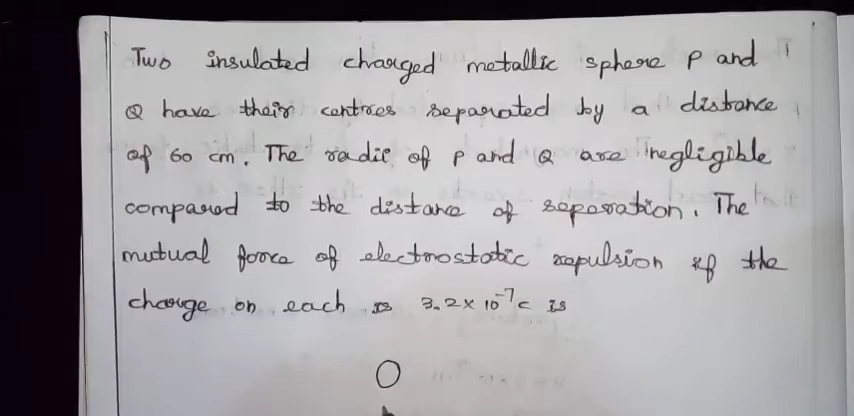 Two insulated charged metallic sphere P and
Q have their centres separated by a distance
of 60 cm. The radii of P and Q are negligible
compared to the distance of separation. The
mutual force of electrostatic repulsion if the
charge on each is 3.2 × 10⁻⁷ c is